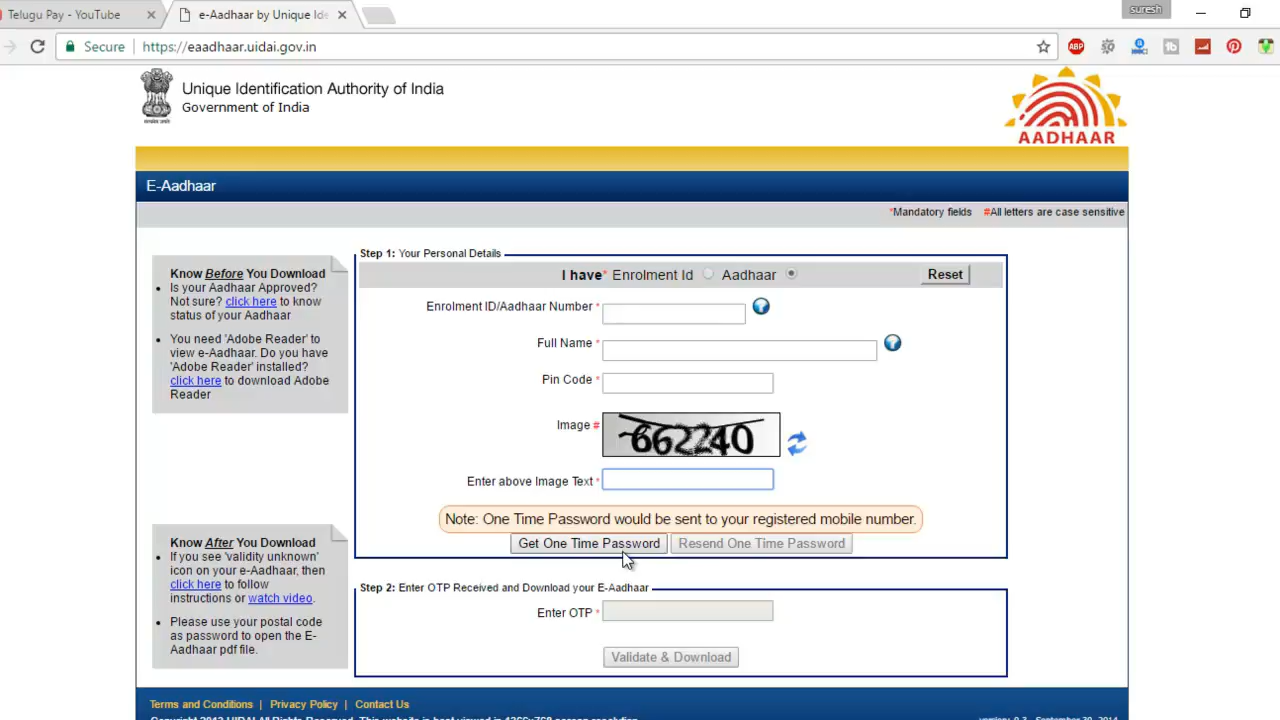 Telugu Pay - YouTube
e-Aadhaar by Unique Ide
suresh
Secure
https://eaadhaar.uidai.gov.in
ABP
Unique Identification Authority of India
Government of India
AADHAAR
E-Aadhaar
*Mandatory fields #All letters are case sensitive
Know Before You Download
Is your Aadhaar Approved?
Not sure? click here to know
status of your Aadhaar
You need 'Adobe Reader' to
view e-Aadhaar. Do you have
'Adobe Reader' installed?
click here to download Adobe
Reader
Step 1: Your Personal Details
I have* Enrolment Id Aadhaar
Reset
Enrolment ID/Aadhaar Number *
Full Name *
Pin Code *
Image #
662240
Enter above Image Text *
Note: One Time Password would be sent to your registered mobile number.
Get One Time Password
Resend One Time Password
Know After You Download
If you see 'validity unknown'
icon on your e-Aadhaar, then
click here to follow
instructions or watch video.
Please use your postal code
as password to open the E-
Aadhaar pdf file.
Step 2: Enter OTP Received and Download your E-Aadhaar
Enter OTP *
Validate & Download
Terms and Conditions | Privacy Policy | Contact Us